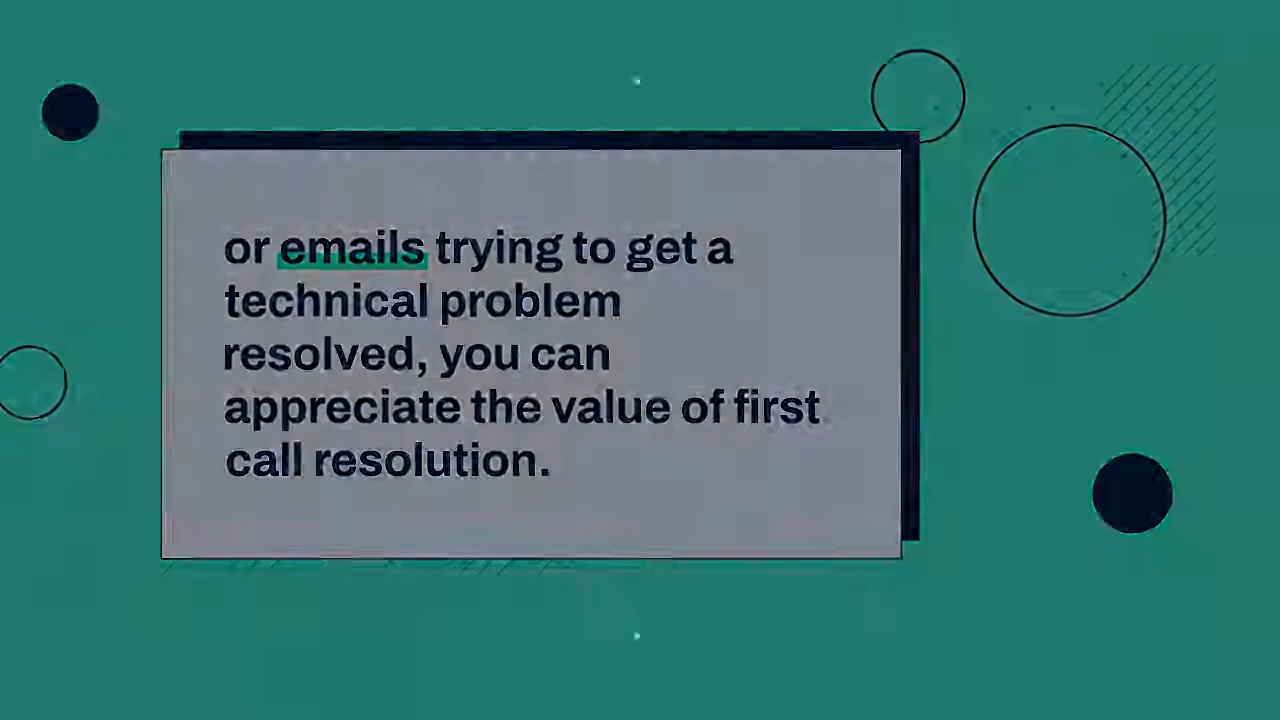 or emails trying to get a
technical problem
resolved, you can
appreciate the value of first
call resolution.